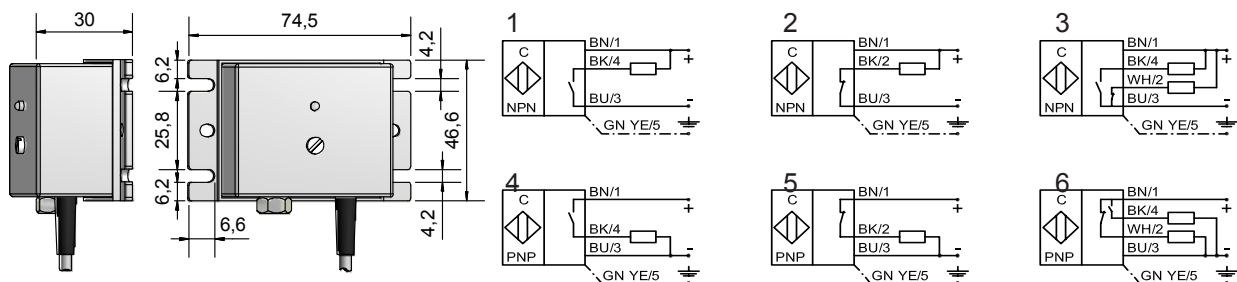 30
74,5
4,2
6,2
25,8
6,2
46,6
6,6
4,2
1
C
NPN
BN/1
BK/4
BU/3
+
-
GN YE/5
2
C
NPN
BN/1
BK/2
BU/3
+
-
GN YE/5
3
C
NPN
BN/1
BK/4
WH/2
BU/3
+
-
GN YE/5
4
C
PNP
BN/1
BK/4
BU/3
+
-
GN YE/5
5
C
PNP
BN/1
BK/2
BU/3
+
-
GN YE/5
6
C
PNP
BN/1
BK/4
WH/2
BU/3
+
-
GN YE/5